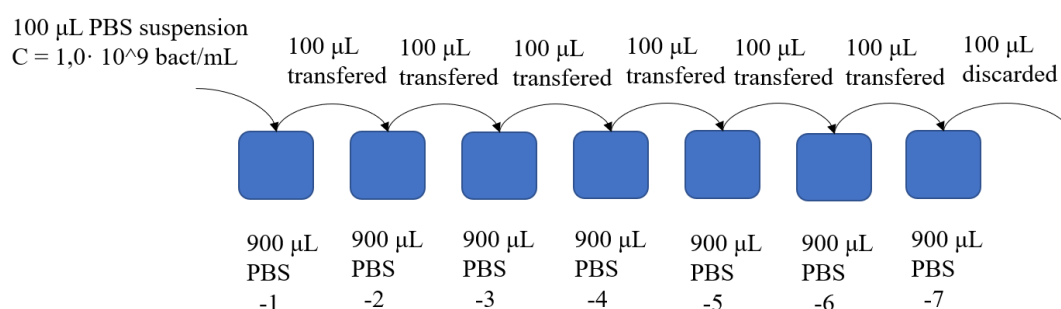 100 μL PBS suspension
C = 1,0· 10^9 bact/mL
100 μL
transfered
100 μL
transfered
100 μL
transfered
100 μL
transfered
100 μL
transfered
100 μL
transfered
100 μL
discarded
900 μL
PBS
-1
900 μL
PBS
-2
900 μL
PBS
-3
900 μL
PBS
-4
900 μL
PBS
-5
900 μL
PBS
-6
900 μL
PBS
-7